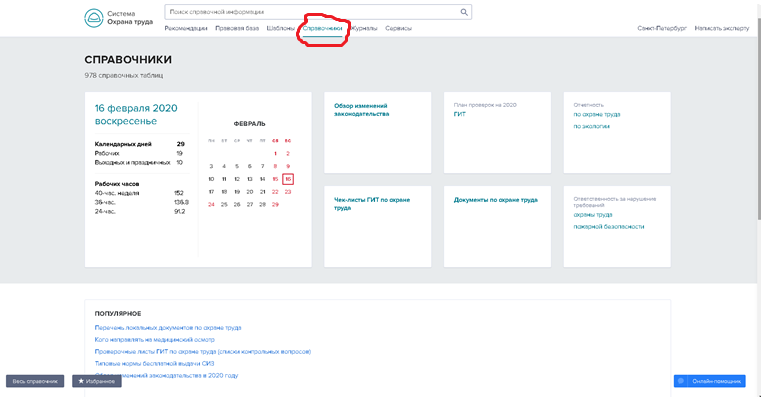 Система
Охрана труда
Поиск справочной информации
Рекомендации Правовая база Шаблоны Справочники Журналы Сервисы
Санкт-Петербург Написать эксперту
СПРАВОЧНИКИ
978 справочных таблиц
16 февраля 2020
воскресенье
Календарных дней 29
Рабочих 19
Выходных и праздничных 10
Рабочих часов
40-час. неделя 152
36-час. 136.8
24-час. 91.2
ФЕВРАЛЬ
ПН ВТ СР ЧТ ПТ СБ ВС
1 2
3 4 5 6 7 8 9
10 11 12 13 14 15 16
17 18 19 20 21 22 23
24 25 26 27 28 29
Обзор изменений
законодательства
План проверок на 2020
ГИТ
Отчетность
по охране труда
по экологии
Чек-листы ГИТ по охране
труда
Документы по охране труда
Ответственность за нарушение
требований
охраны труда
пожарной безопасности
ПОПУЛЯРНОЕ
Перечень локальных документов по охране труда
Кого направлять на медицинский осмотр
Проверочные листы ГИТ по охране труда (списки контрольных вопросов)
Типовые нормы бесплатной выдачи СИЗ
изменений законодательства в 2020 году
Весь справочник
Избранное
Онлайн-помощник